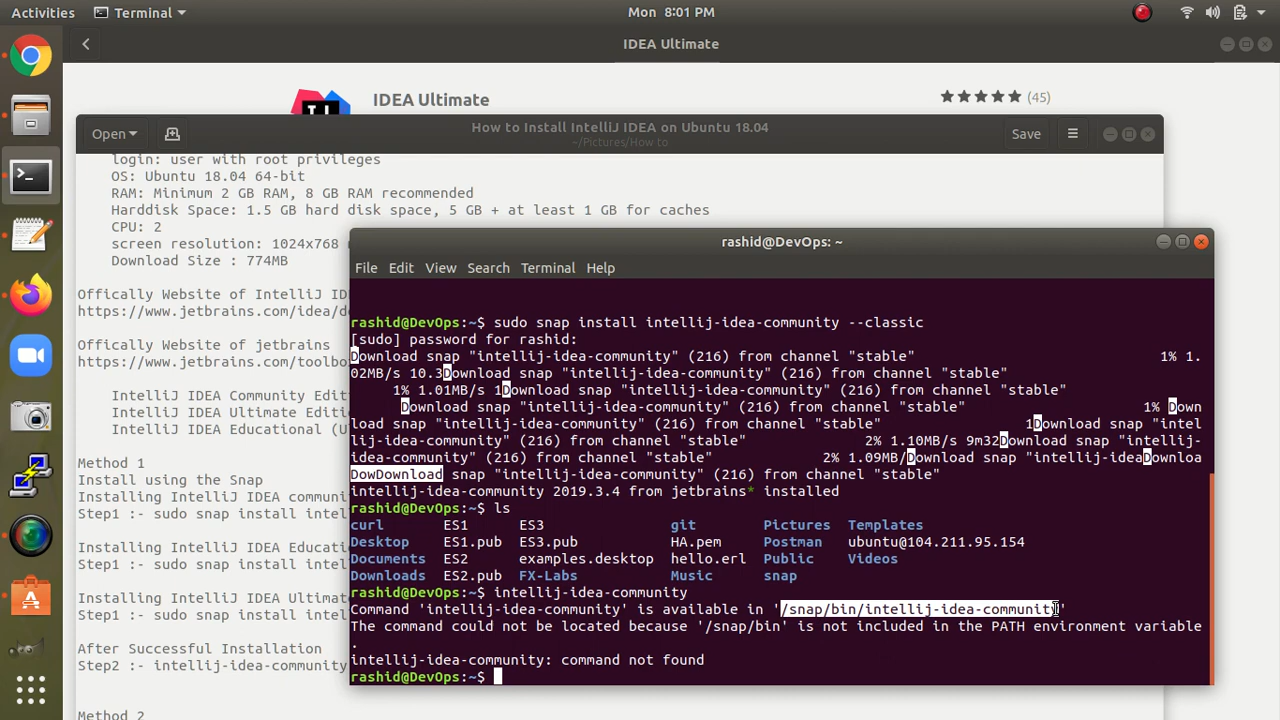 Activities
Terminal
Mon 8:01 PM
IDEA Ultimate
IDEA Ultimate
(45)
Open
How to Install IntelliJ IDEA on Ubuntu 18.04
~/Pictures/How to
Save
login: user with root privileges
OS: Ubuntu 18.04 64-bit
RAM: Minimum 2 GB RAM, 8 GB RAM recommended
Harddisk Space: 1.5 GB hard disk space, 5 GB + at least 1 GB for caches
CPU: 2
screen resolution: 1024x768 m
Download Size : 774MB
Offically Website of IntelliJ ID
https://www.jetbrains.com/idea/d
Offically Website of jetbrains
https://www.jetbrains.com/toolbo
IntelliJ IDEA Community Edit
IntelliJ IDEA Ultimate Editi
IntelliJ IDEA Educational (U
Method 1
Install using the Snap
Installing IntelliJ IDEA communi
Step1 :- sudo snap install intel
Installing IntelliJ IDEA Educati
Step1 :- sudo snap install intel
Installing IntelliJ IDEA Ultimat
Step1 :- sudo snap install intel
After Successful Installation
Step2 :- intellij-idea-community
Method 2
rashid@DevOps: ~
File Edit View Search Terminal Help
rashid@DevOps:~$ sudo snap install intellij-idea-community --classic
[sudo] password for rashid:
Download snap "intellij-idea-community" (216) from channel "stable" 1% 1.
02MB/s 10.3Download snap "intellij-idea-community" (216) from channel "stable"
1% 1.01MB/s 1Download snap "intellij-idea-community" (216) from channel "stable"
Download snap "intellij-idea-community" (216) from channel "stable" 1% Down
load snap "intellij-idea-community" (216) from channel "stable" 1Download snap "intel
lij-idea-community" (216) from channel "stable" 2% 1.10MB/s 9m32Download snap "intellij-
idea-community" (216) from channel "stable" 2% 1.09MB/Download snap "intellij-ideaDownloa
DowDownload snap "intellij-idea-community" (216) from channel "stable"
intellij-idea-community 2019.3.4 from jetbrains* installed
rashid@DevOps:~$ ls
curl ES1 ES3 git Pictures Templates
Desktop ES1.pub ES3.pub HA.pem Postman ubuntu@104.211.95.154
Documents ES2 examples.desktop hello.erl Public Videos
Downloads ES2.pub FX-Labs Music snap
rashid@DevOps:~$ intellij-idea-community
Command 'intellij-idea-community' is available in '/snap/bin/intellij-idea-community'
The command could not be located because '/snap/bin' is not included in the PATH environment variable
.
intellij-idea-community: command not found
rashid@DevOps:~$